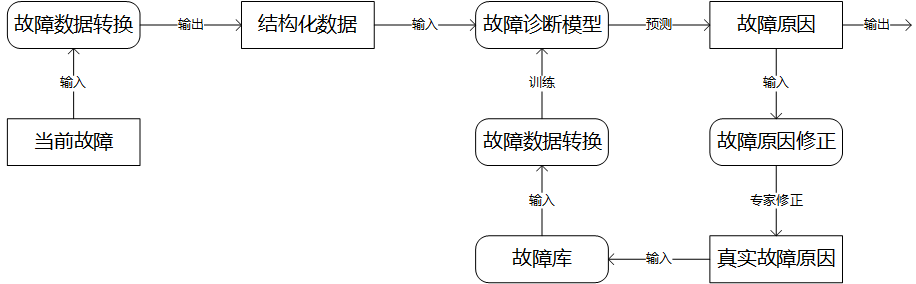 故障数据转换
输出
结构化数据
输入
故障诊断模型
预测
故障原因
输出
输入
训练
输入
当前故障
故障数据转换
故障原因修正
输入
专家修正
故障库
输入
真实故障原因